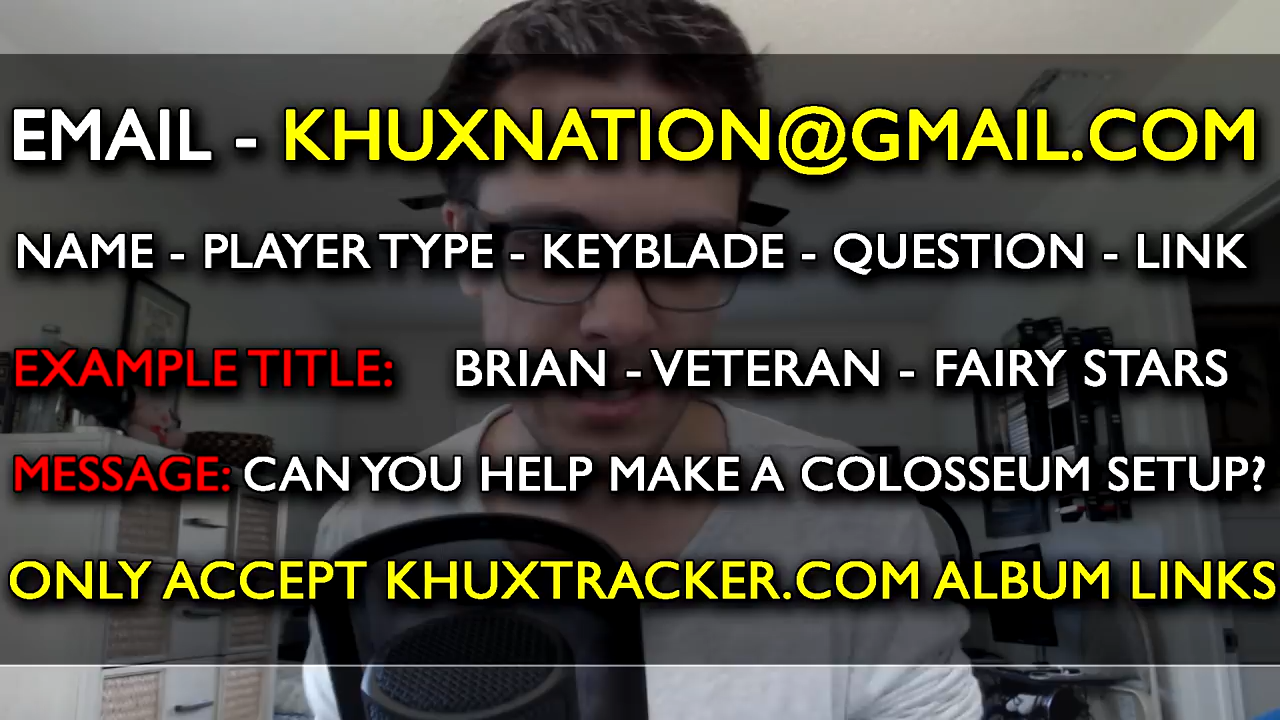 EMAIL - KHUXNATION@GMAIL.COM
NAME - PLAYER TYPE - KEYBLADE - QUESTION - LINK
EXAMPLE TITLE: BRIAN - VETERAN - FAIRY STARS
MESSAGE: CAN YOU HELP MAKE A COLOSSEUM SETUP?
ONLY ACCEPT KHUXTRACKER.COM ALBUM LINKS